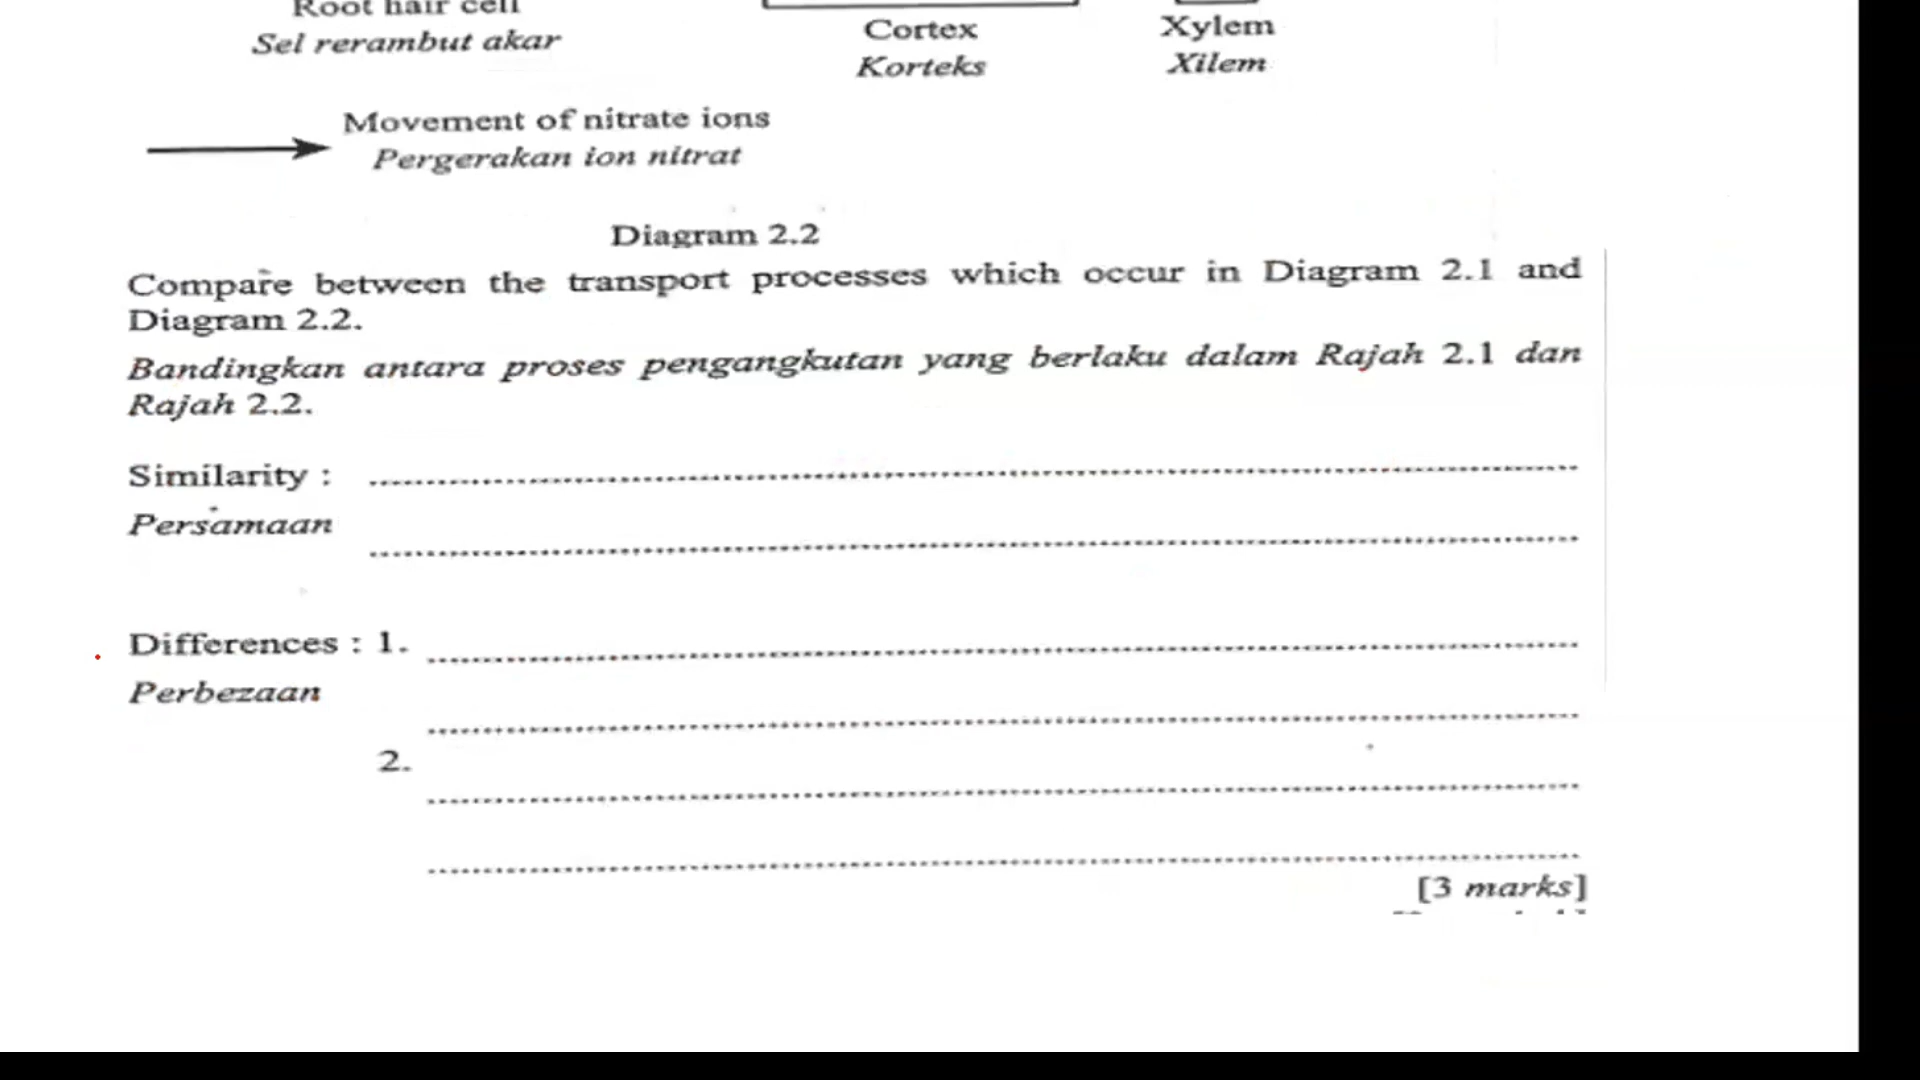 Root hair cell
Sel rerambut akar
Cortex
Korteks
Xylem
Xilem
Movement of nitrate ions
Pergerakan ion nitrat
Diagram 2.2
Compare between the transport processes which occur in Diagram 2.1 and
Diagram 2.2.
Bandingkan antara proses pengangkutan yang berlaku dalam Rajah 2.1 dan
Rajah 2.2.
Similarity :
Persamaan
Differences : 1.
Perbezaan
2.
[3 marks]